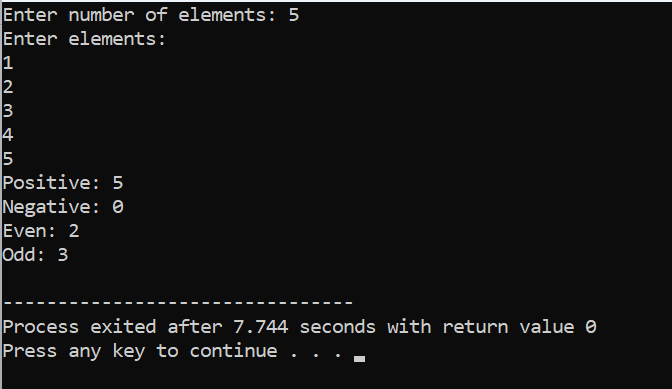 Enter number of elements: 5
Enter elements:
1
2
3
4
5
Positive: 5
Negative: 0
Even: 2
Odd: 3
--------------------------------
Process exited after 7.744 seconds with return value 0
Press any key to continue . . .